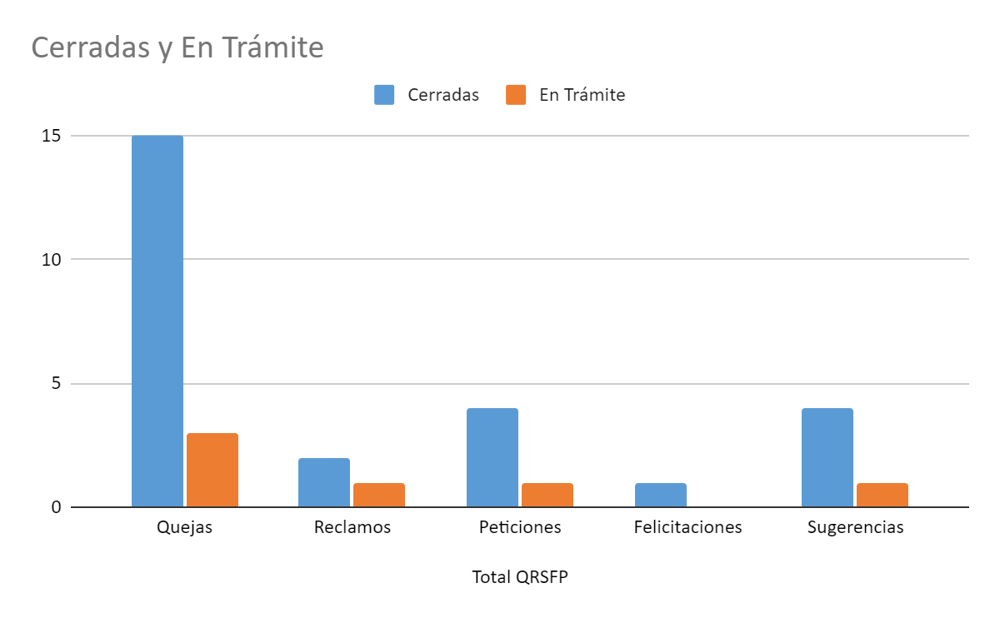 Cerradas y En Trámite
Cerradas En Trámite
15
10
5
0
Quejas Reclamos Peticiones Felicitaciones Sugerencias
Total QRSFP